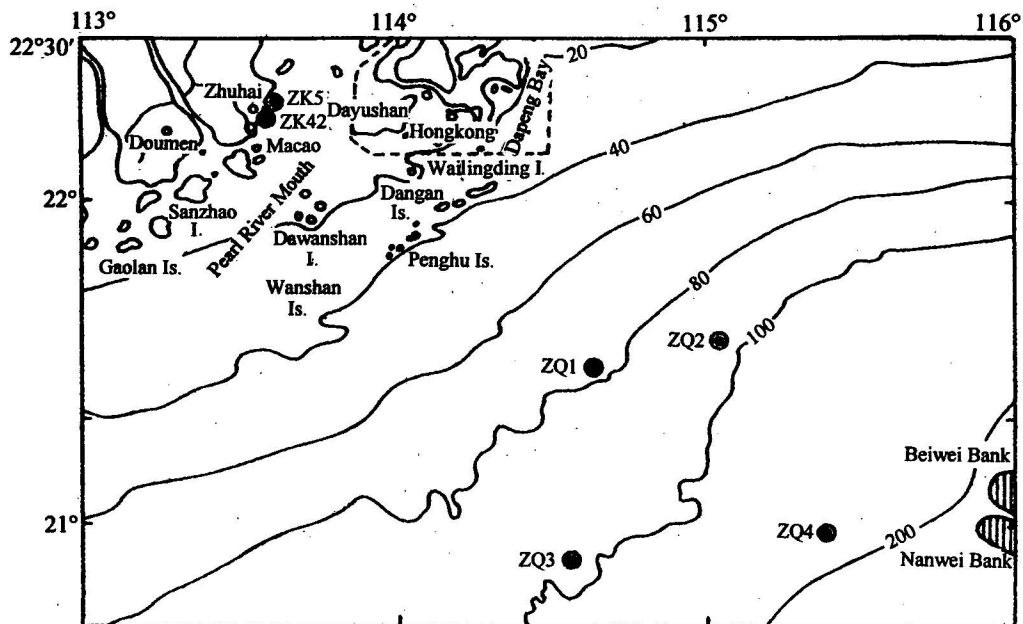 113°
114°
115°
116°
22°30′
20
Zhuhai
ZK5
Dayushan
ZK42
Hongkong
Dapeng Bay
Doumen
Macao
40
Wailingding I.
22°
Dangan
Is.
Sanzhao
I.
Pearl River Mouth
60
Dawanshan
I.
Gaolan Is.
Penghu Is.
Wanshan
Is.
80
100
ZQ2
ZQ1
Beiwei Bank
21°
ZQ4
200
ZQ3
Nanwei Bank